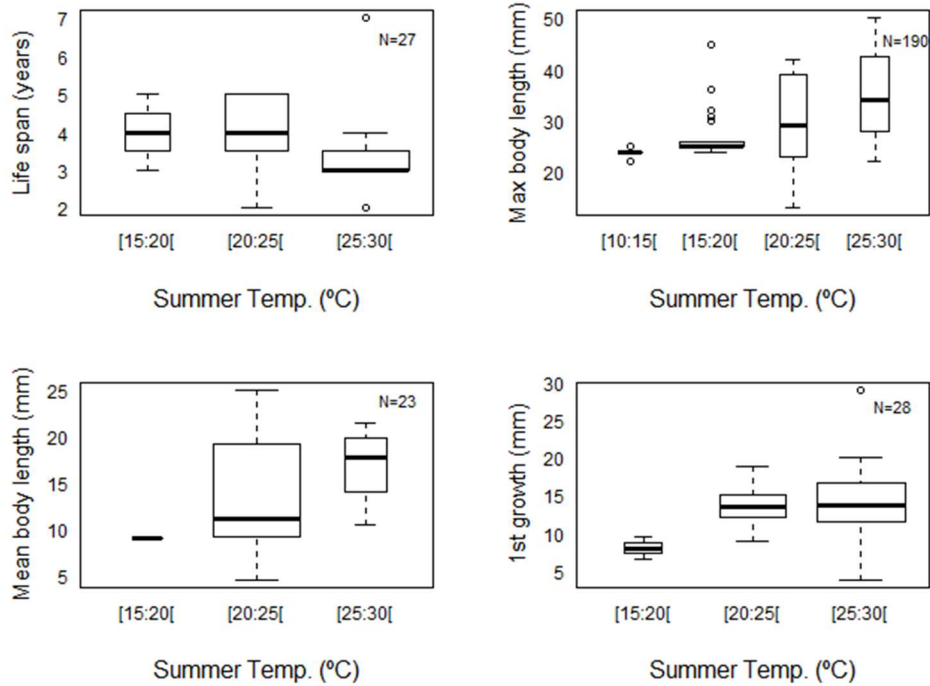 Life span (years)
7
6
5
4
3
2
N=27
[15:20[ [20:25[ [25:30[
Summer Temp. (ºC)
Max body length (mm)
50
40
30
20
N=190
[10:15[ [15:20[ [20:25[ [25:30[
Summer Temp. (ºC)
Mean body length (mm)
25
20
15
10
5
N=23
[15:20[ [20:25[ [25:30[
Summer Temp. (ºC)
1st growth (mm)
30
25
20
15
10
5
N=28
[15:20[ [20:25[ [25:30[
Summer Temp. (ºC)